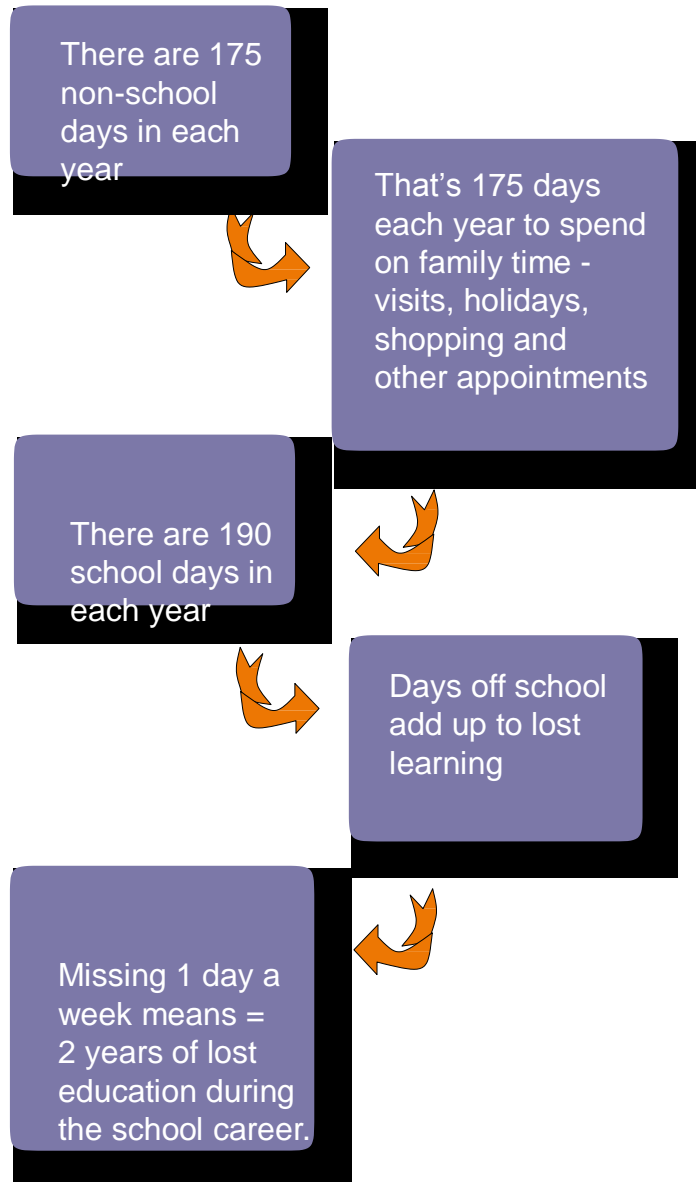 There are 175
non-school
days in each
year
That’s 175 days
each year to spend
on family time -
visits, holidays,
shopping and
other appointments
There are 190
school days in
each year
Days off school
add up to lost
learning
Missing 1 day a
week means =
2 years of lost
education during
the school career.